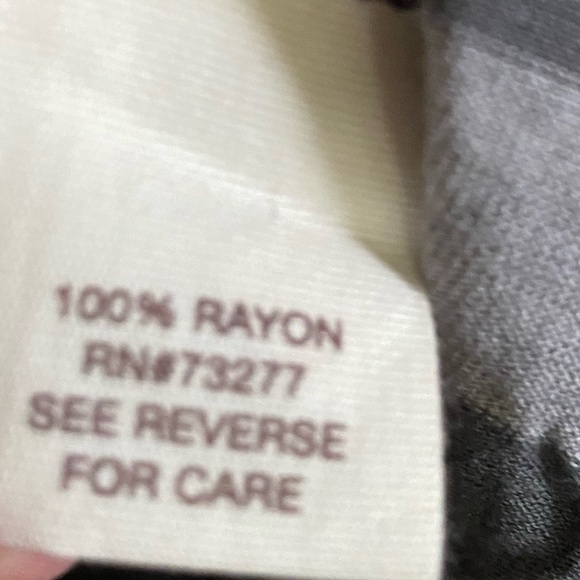 100% RAYON
RN#73277
SEE REVERSE
FOR CARE